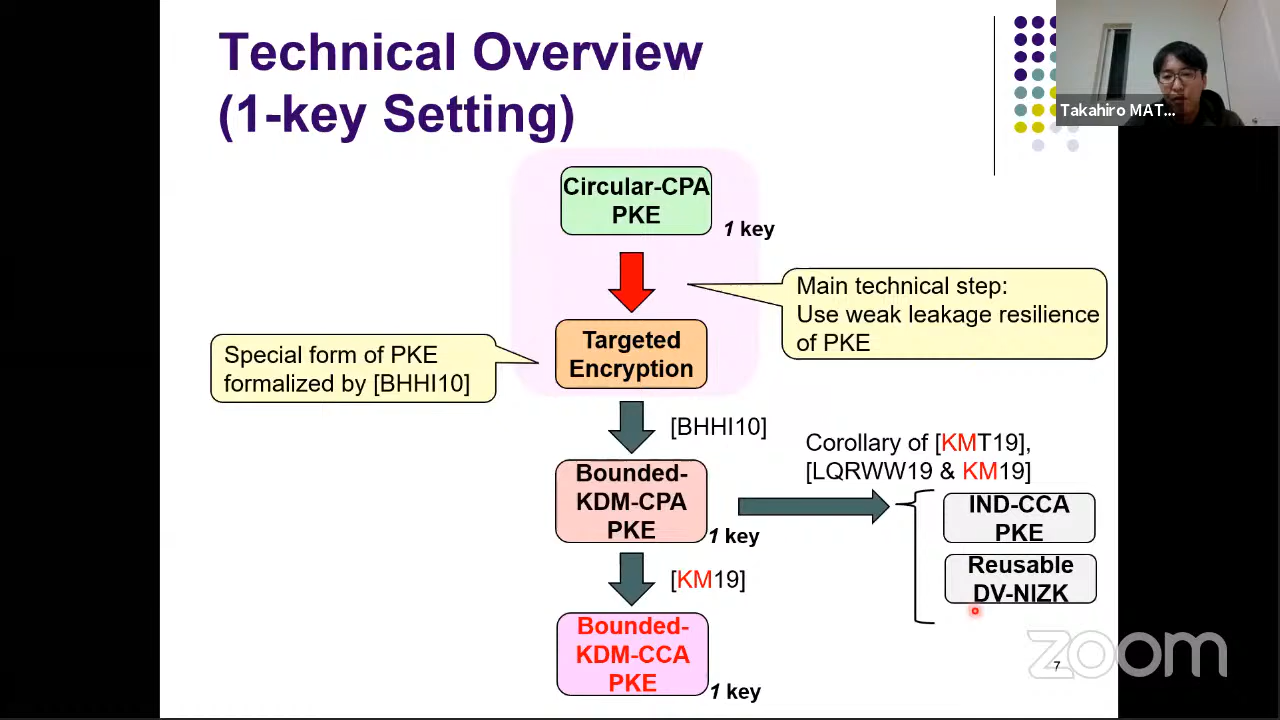 Technical Overview
(1-key Setting)
Takahiro MAT...
Circular-CPA
PKE
1 key
Main technical step:
Use weak leakage resilience
of PKE
Targeted
Encryption
Special form of PKE
formalized by [BHHI10]
[BHHI10]
Bounded-
KDM-CPA
PKE
1 key
Corollary of [KMT19],
[LQRWW19 & KM19]
IND-CCA
PKE
Reusable
DV-NIZK
[KM19]
Bounded-
KDM-CCA
PKE
1 key
zoom
7